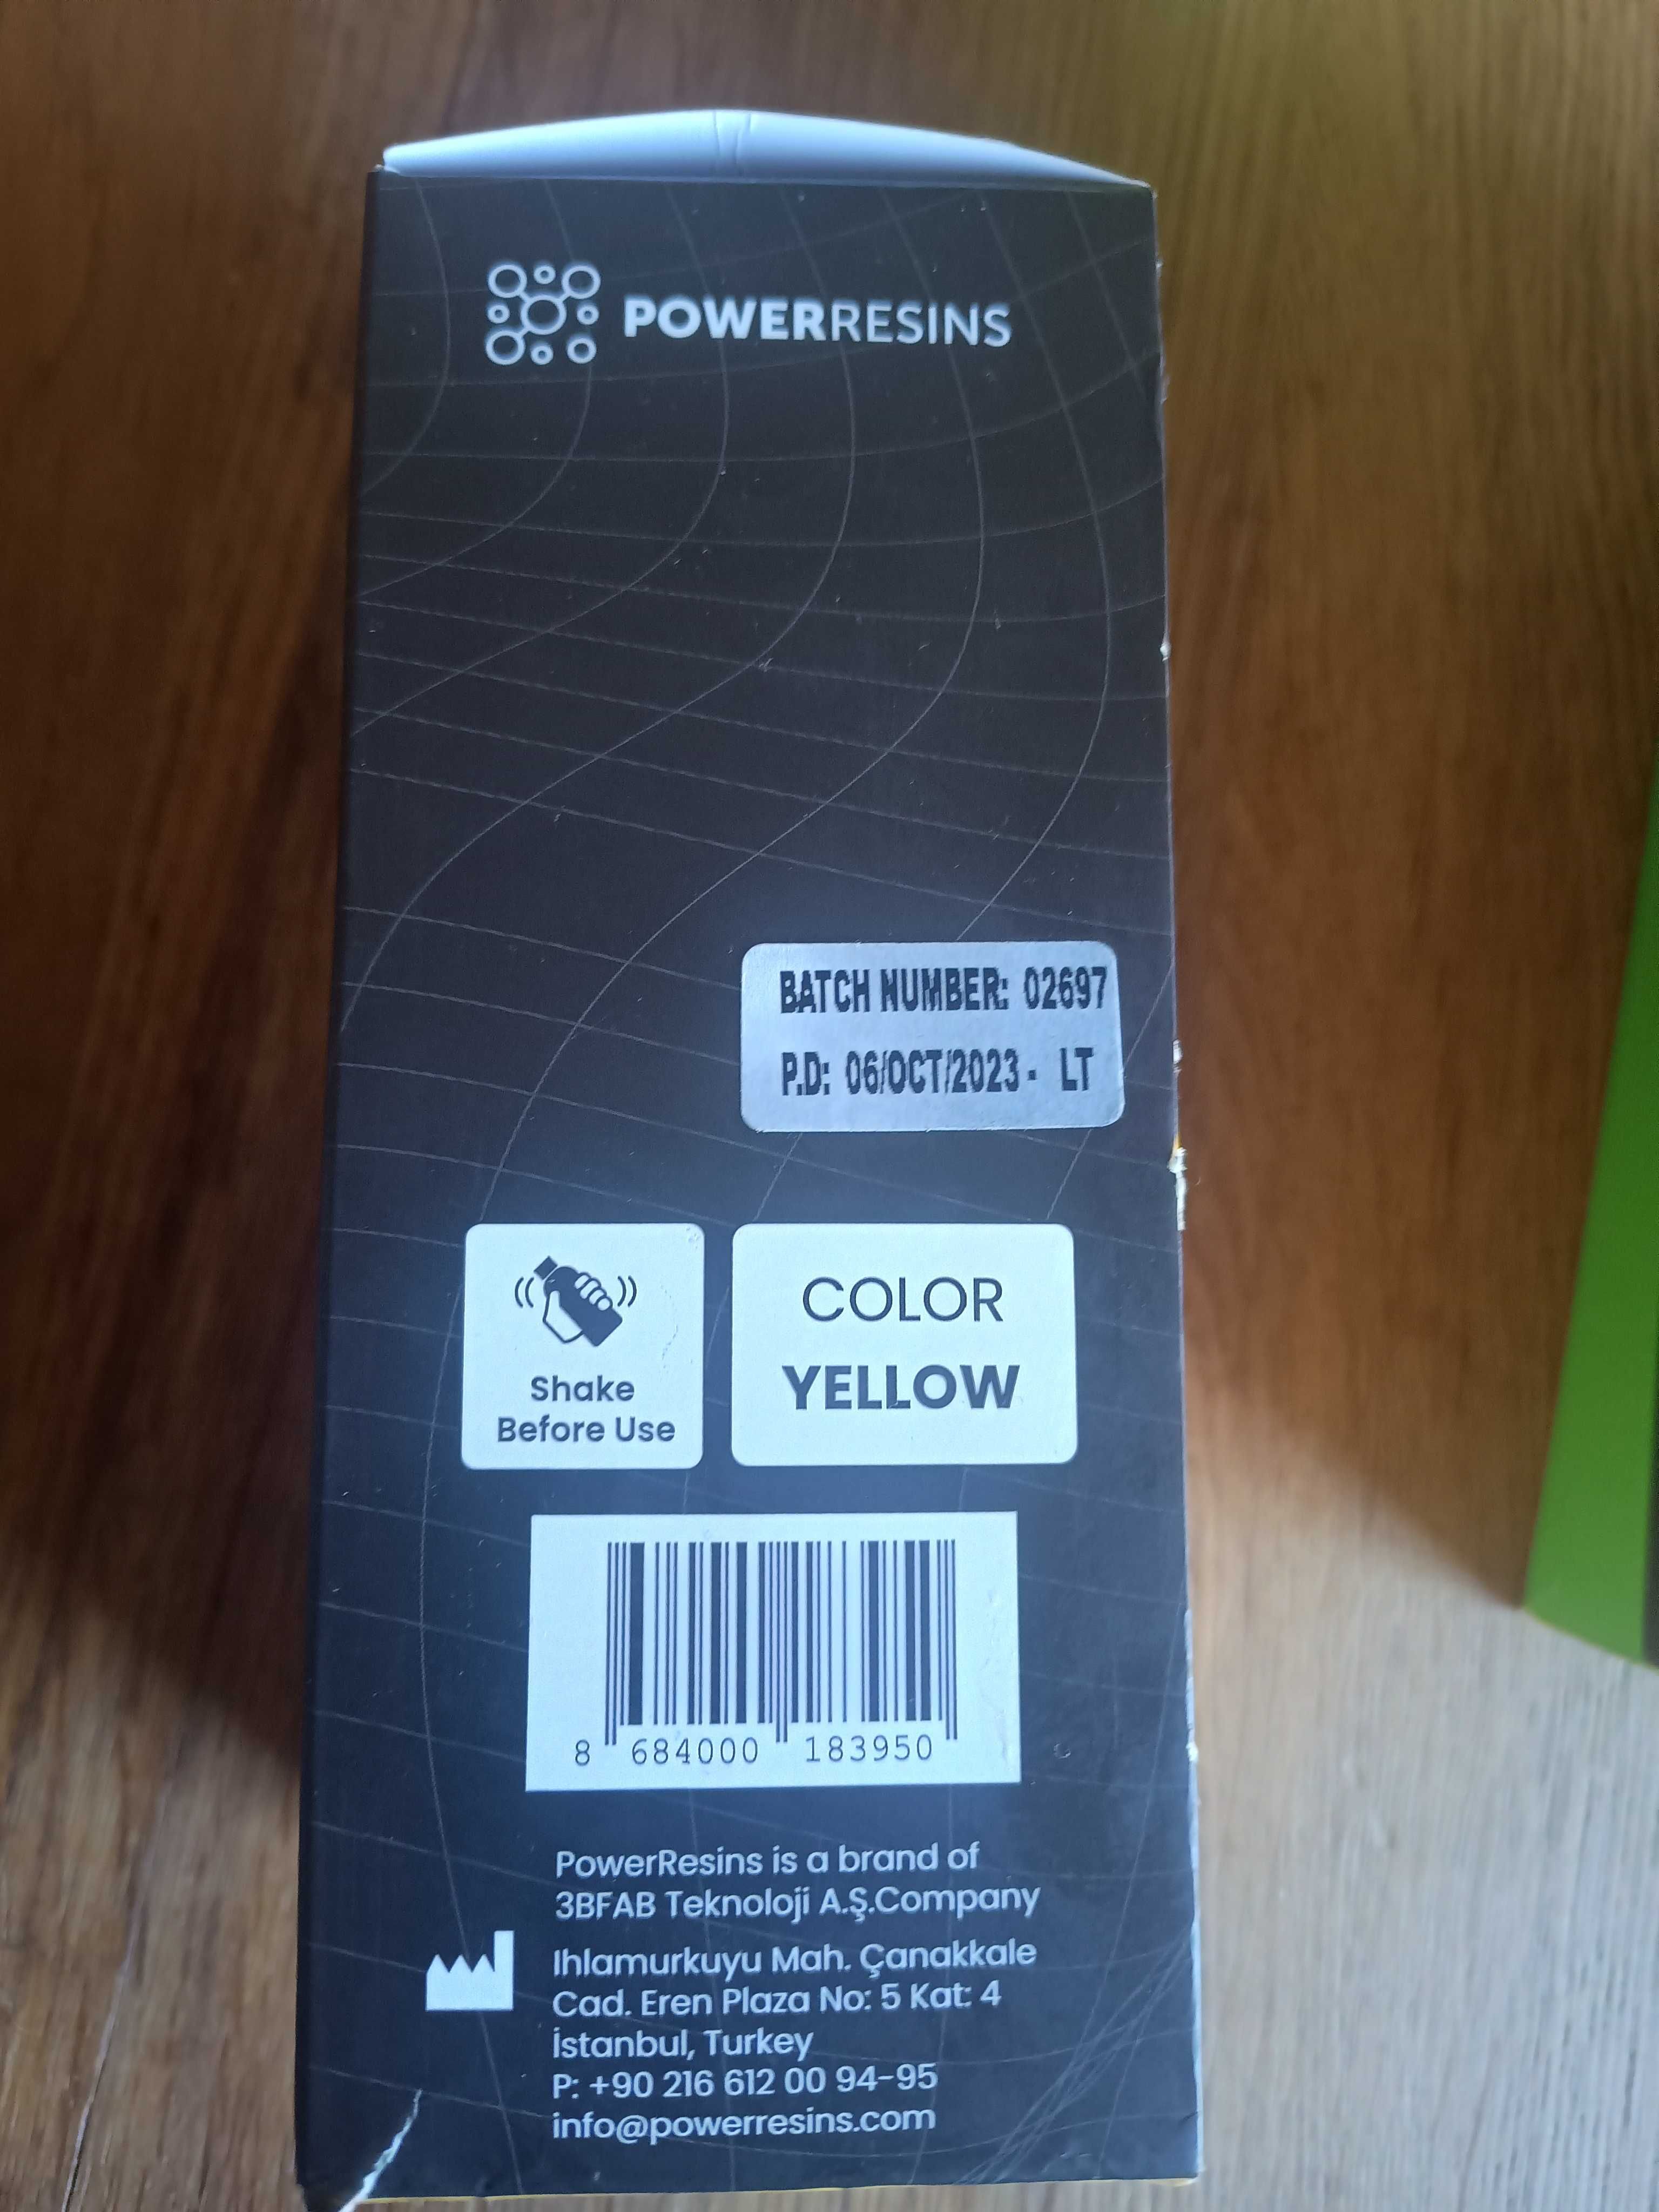 POWERRESINS
BATCH NUMBER: 02697
P.D: 06/OCT/2023 - LT
Shake
Before Use
COLOR
YELLOW
8 684000 183950
PowerResins is a brand of
3BFAB Teknoloji A.Ş.Company
Ihlamurkuyu Mah. Çanakkale
Cad. Eren Plaza No: 5 Kat: 4
İstanbul, Turkey
P: +90 216 612 00 94-95
info@powerresins.com